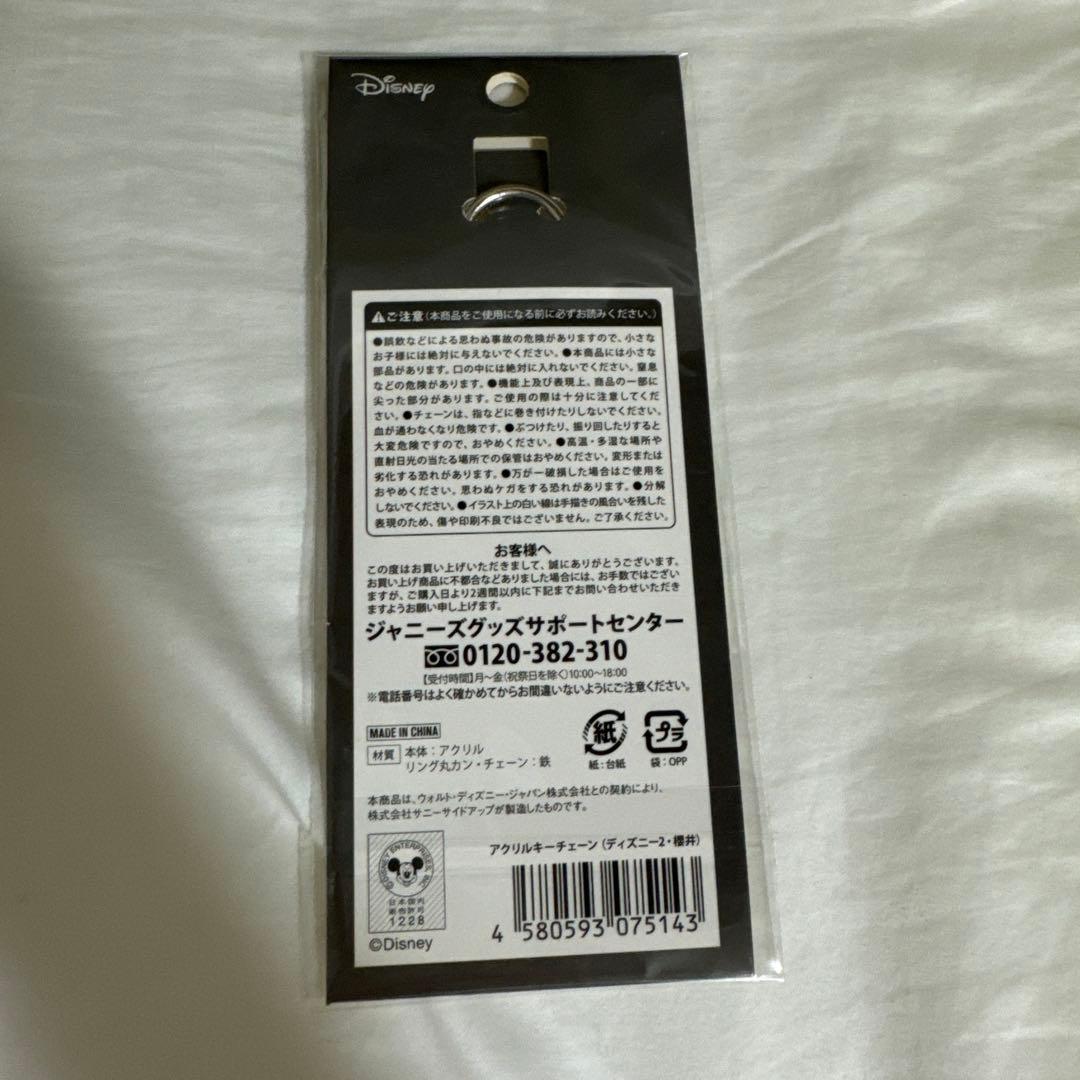 Disney
⚠ご注意(本商品をご使用になる前に必ずお読みください。)
●誤飲などによる思わぬ事故の危険がありますので、小さな
お子様には絶対に与えないでください。●本商品には小さな
部品があります。口の中には絶対に入れないでください。窒息
などの危険があります。●機能上及び表現上、商品の一部に
尖った部分があります。ご使用の際は十分に注意してくだ
さい。●チェーンは、指などに巻き付けたりしないでください。
血が通わなくなり危険です。●ぶつけたり、振り回したりすると
大変危険ですので、おやめください。●高温・多湿な場所や
直射日光の当たる場所での保管はおやめください。変形または
劣化する恐れがあります。●万が一破損した場合はご使用を
おやめください。思わぬケガをする恐れがあります。●分解
しないでください。●イラスト上の白い線は手描きの風合いを残した
表現のため、傷や印刷不良ではございません。ご了承ください。
お客様へ
この度はお買い上げいただきまして、誠にありがとうございます。
お買い上げ商品に不都合などありました場合には、お手数ではござい
ますが、ご購入日より2週間以内に下記までお問い合わせいただき
ますようお願い申し上げます。
ジャニーズグッズサポートセンター
0120-382-310
【受付時間】月～金(祝祭日を除く)10:00～18:00
※電話番号はよく確かめてからお間違いないようにご注意ください。
MADE IN CHINA
材質 本体:アクリル
リング丸カン・チェーン:鉄
紙
紙:台紙
プラ
袋:OPP
本商品は、ウォルト・ディズニー・ジャパン株式会社との契約により、
株式会社サニーサイドアップが製造したものです。
©DISNEY ENTERPRISES, INC.
日本国内
販売許可
1228
©Disney
アクリルキーチェーン(ディズニー2・櫻井)
4 580593 075143